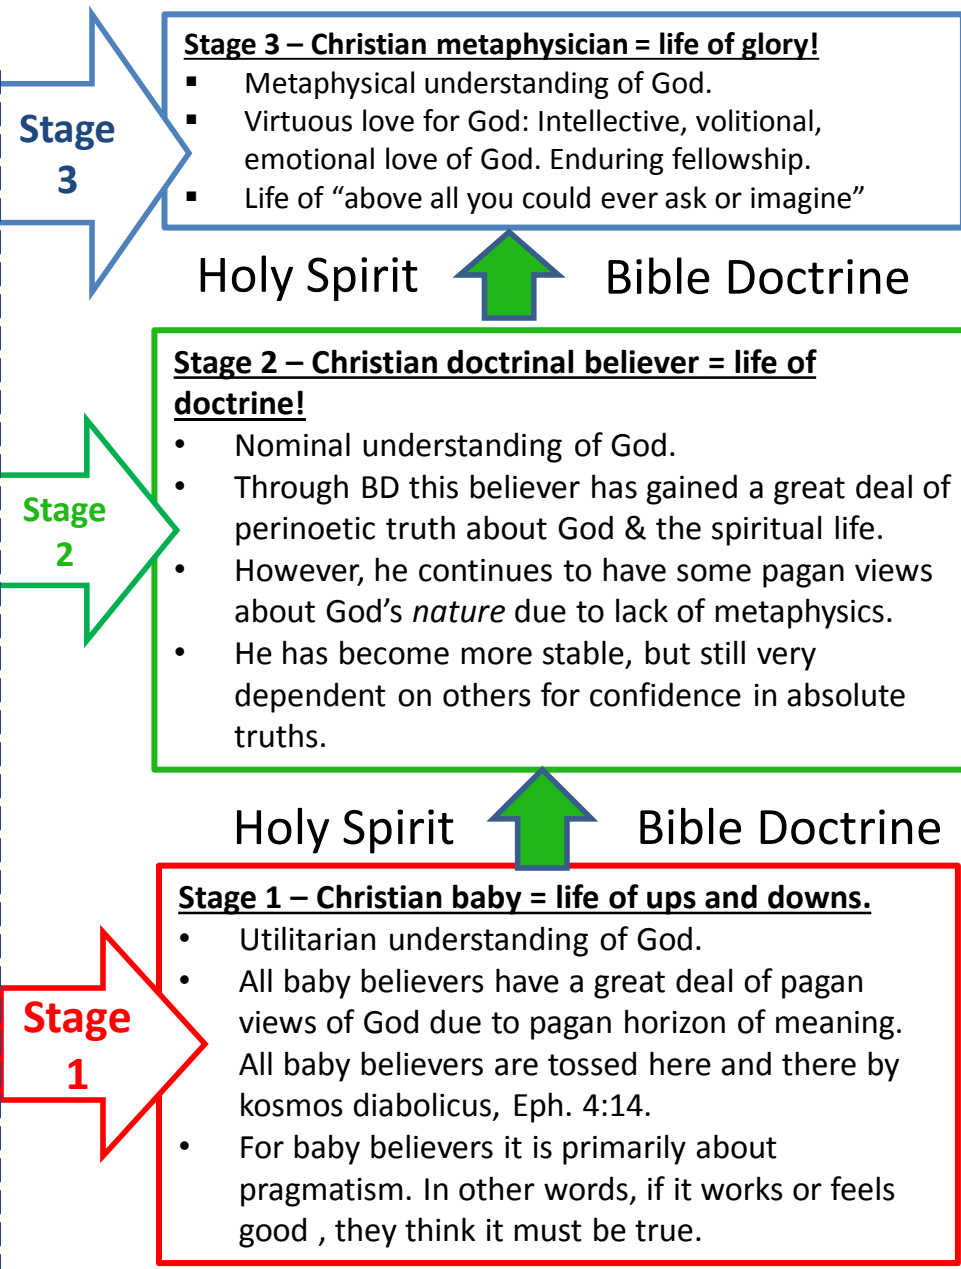 Stage 3 – Christian metaphysician = life of glory!
▪ Metaphysical understanding of God.
▪ Virtuous love for God: Intellective, volitional,
emotional love of God. Enduring fellowship.
▪ Life of “above all you could ever ask or imagine”
Stage
3
Holy Spirit Bible Doctrine
Stage 2 – Christian doctrinal believer = life of
doctrine!
• Nominal understanding of God.
• Through BD this believer has gained a great deal of
perinoetic truth about God & the spiritual life.
• However, he continues to have some pagan views
about God’s nature due to lack of metaphysics.
• He has become more stable, but still very
dependent on others for confidence in absolute
truths.
Stage
2
Holy Spirit Bible Doctrine
Stage 1 – Christian baby = life of ups and downs.
• Utilitarian understanding of God.
• All baby believers have a great deal of pagan
views of God due to pagan horizon of meaning.
All baby believers are tossed here and there by
kosmos diabolicus, Eph. 4:14.
• For baby believers it is primarily about
pragmatism. In other words, if it works or feels
good , they think it must be true.
Stage
1